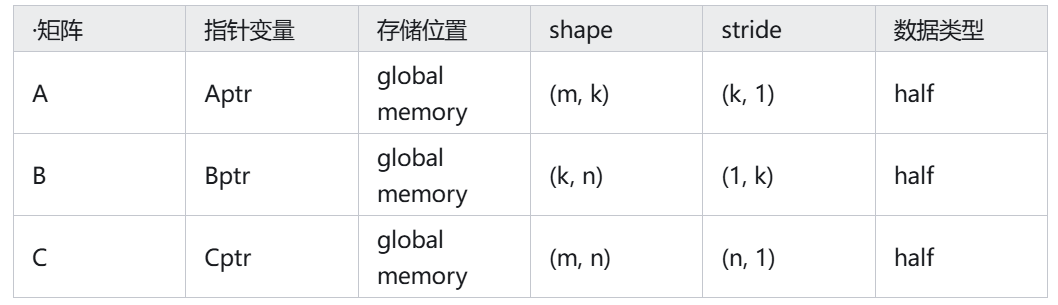 ·矩阵 指针变量 存储位置 shape stride 数据类型
A Aptr global memory (m, k) (k, 1) half
B Bptr global memory (k, n) (1, k) half
C Cptr global memory (m, n) (n, 1) half